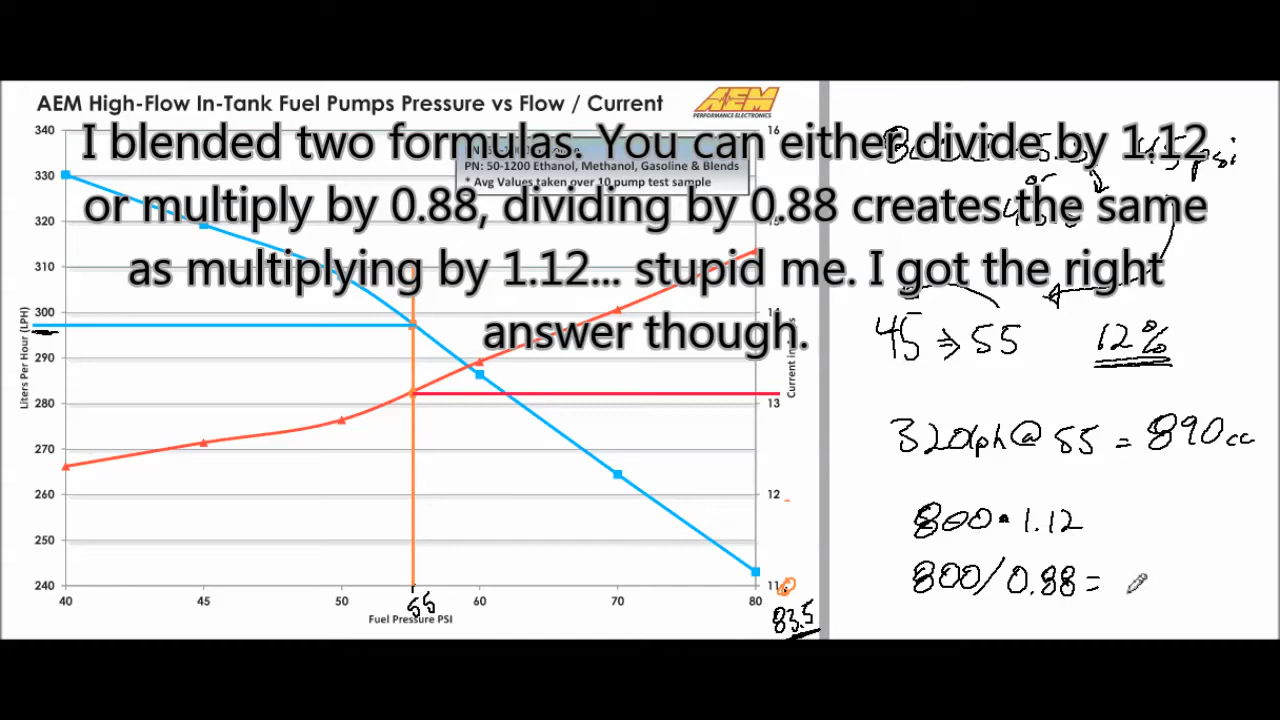 AEM High-Flow In-Tank Fuel Pumps Pressure vs Flow / Current
AEM
PERFORMANCE ELECTRONICS
I blended two formulas. You can either divide by 1.12
or multiply by 0.88, dividing by 0.88 creates the same
as multiplying by 1.12... stupid me. I got the right
answer though.
PN: 50-1200 Ethanol, Methanol, Gasoline & Blends
* Avg Values taken over 10 pump test sample
340
330
320
310
300
290
280
270
260
250
240
Liters Per Hour (LPH)
16
14
13
12
11
40
45
50
60
70
80
55
Fuel Pressure PSI
83.5
or
45 ⇒ 55 12%
320lph@55 = 890cc
800 · 1.12
800/0.88 =